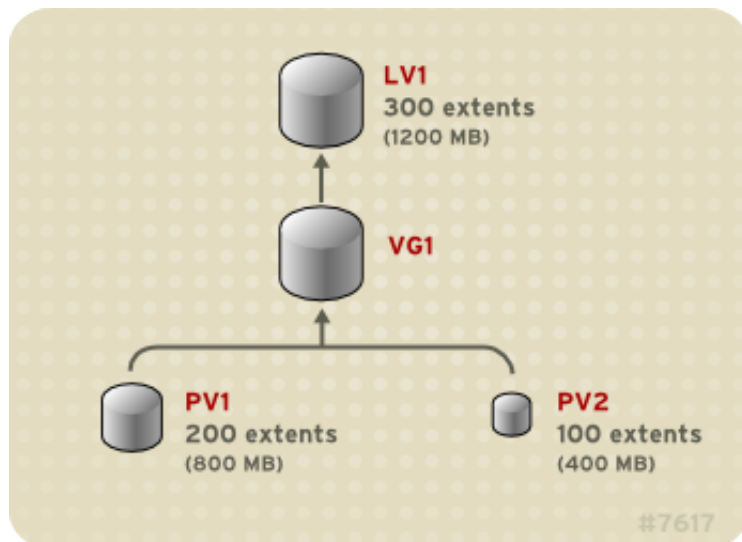 LV1
300 extents
(1200 MB)
VG1
PV1
200 extents
(800 MB)
PV2
100 extents
(400 MB)
#7617